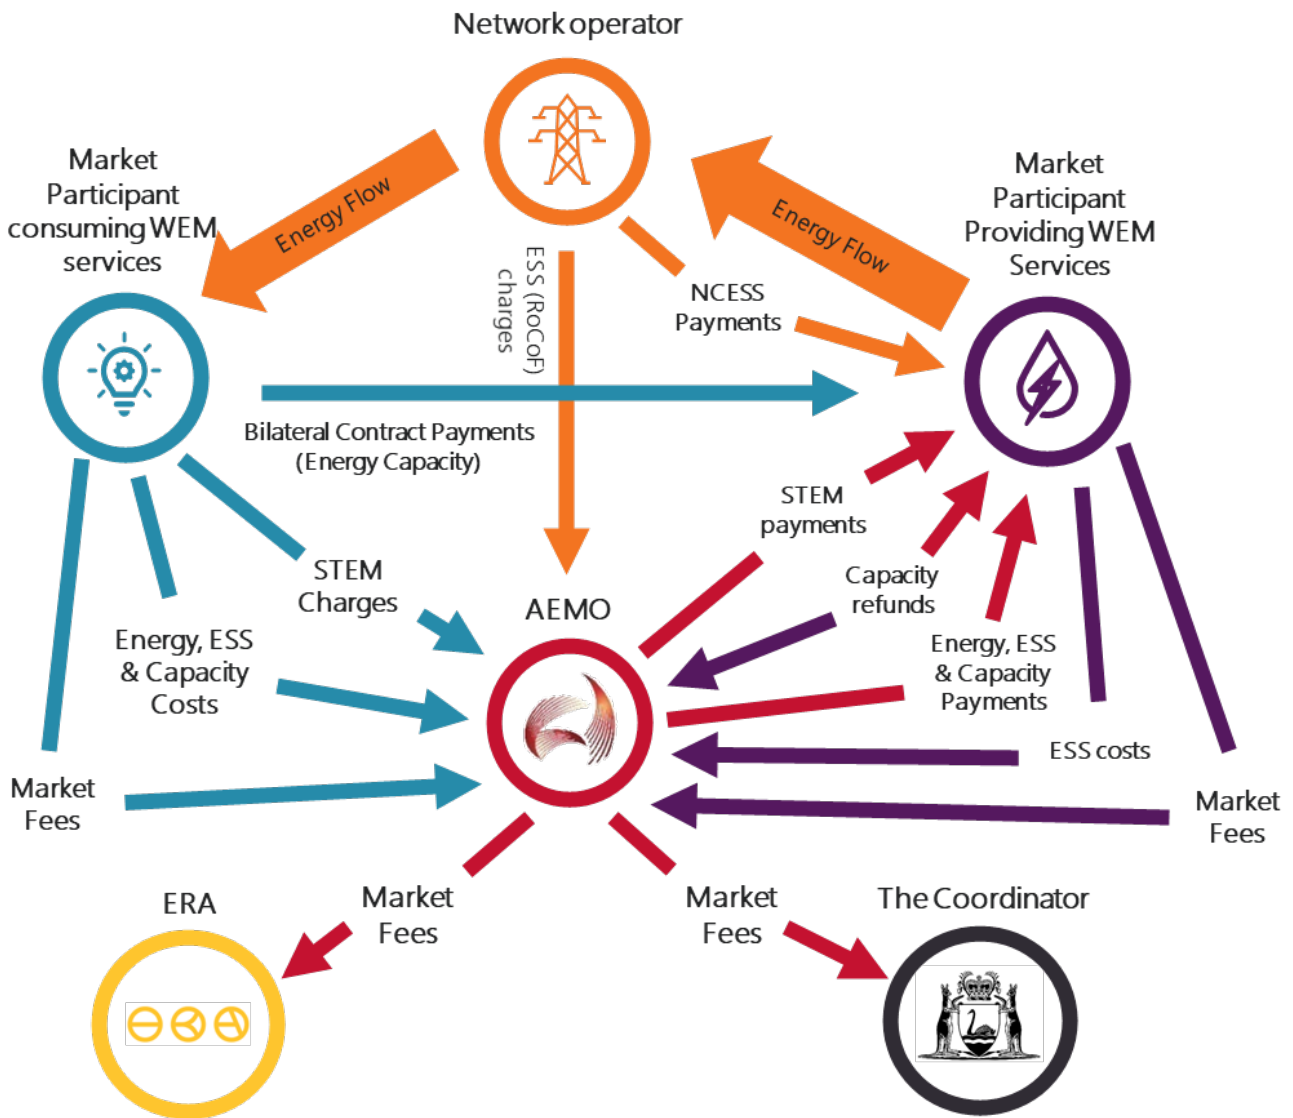 Network operator
Market
Participant
consuming WEM
services
Market
Participant
Providing WEM
Services
Energy Flow
Energy Flow
ESS (RoCoF)
charges
NCESS
Payments
Bilateral Contract Payments
(Energy Capacity)
STEM
payments
STEM
Charges
Capacity
refunds
AEMO
Energy, ESS
& Capacity
Costs
Energy, ESS
& Capacity
Payments
ESS costs
Market
Fees
Market
Fees
ERA
Market
Fees
Market
Fees
The Coordinator
ERA